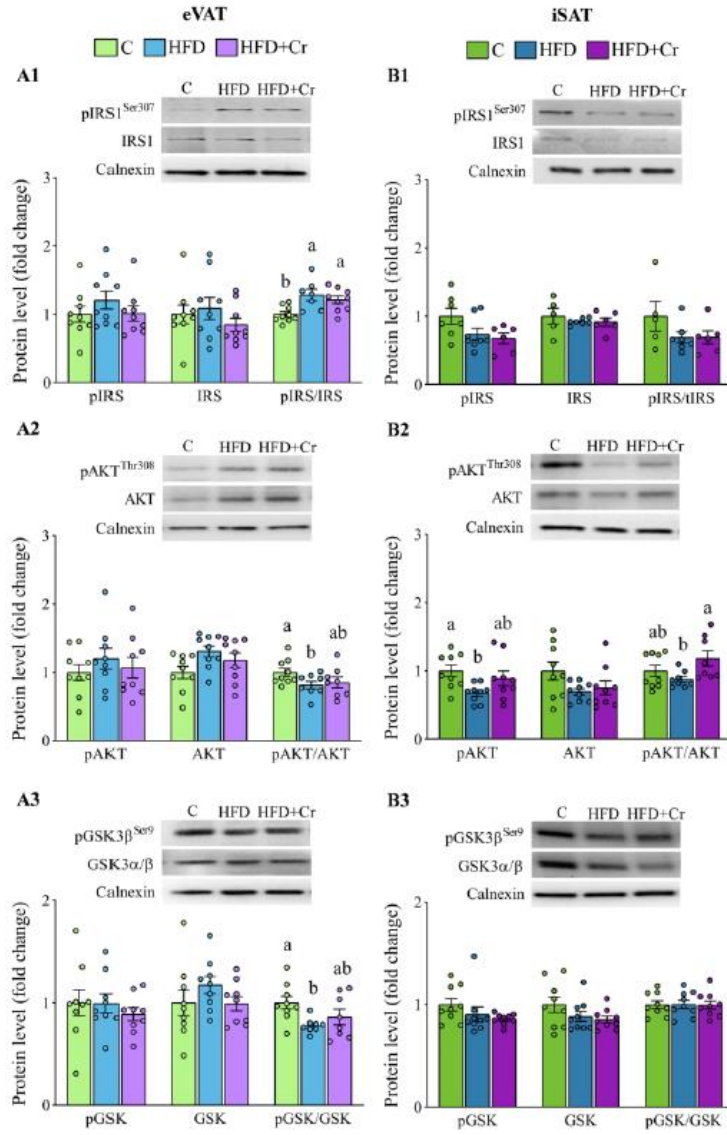 eVAT
C HFD HFD+Cr
A1
C HFD HFD+Cr
pIRS1Ser307
IRS1
Calnexin
Protein level (fold change)
3
2
1
0
b a a
pIRS IRS pIRS/IRS
A2
C HFD HFD+Cr
pAKTThr308
AKT
Calnexin
Protein level (fold change)
3
2
1
0
a b ab
pAKT AKT pAKT/AKT
A3
C HFD HFD+Cr
pGSK3βSer9
GSK3α/β
Calnexin
Protein level (fold change)
2
1
0
a b ab
pGSK GSK pGSK/GSK
iSAT
C HFD HFD+Cr
B1
C HFD HFD+Cr
pIRS1Ser307
IRS1
Calnexin
Protein level (fold change)
3
2
1
0
pIRS IRS pIRS/tIRS
B2
C HFD HFD+Cr
pAKTThr308
AKT
Calnexin
Protein level (fold change)
3
2
1
0
a b ab ab b a
pAKT AKT pAKT/AKT
B3
C HFD HFD+Cr
pGSK3βSer9
GSK3α/β
Calnexin
Protein level (fold change)
2
1
0
pGSK GSK pGSK/GSK